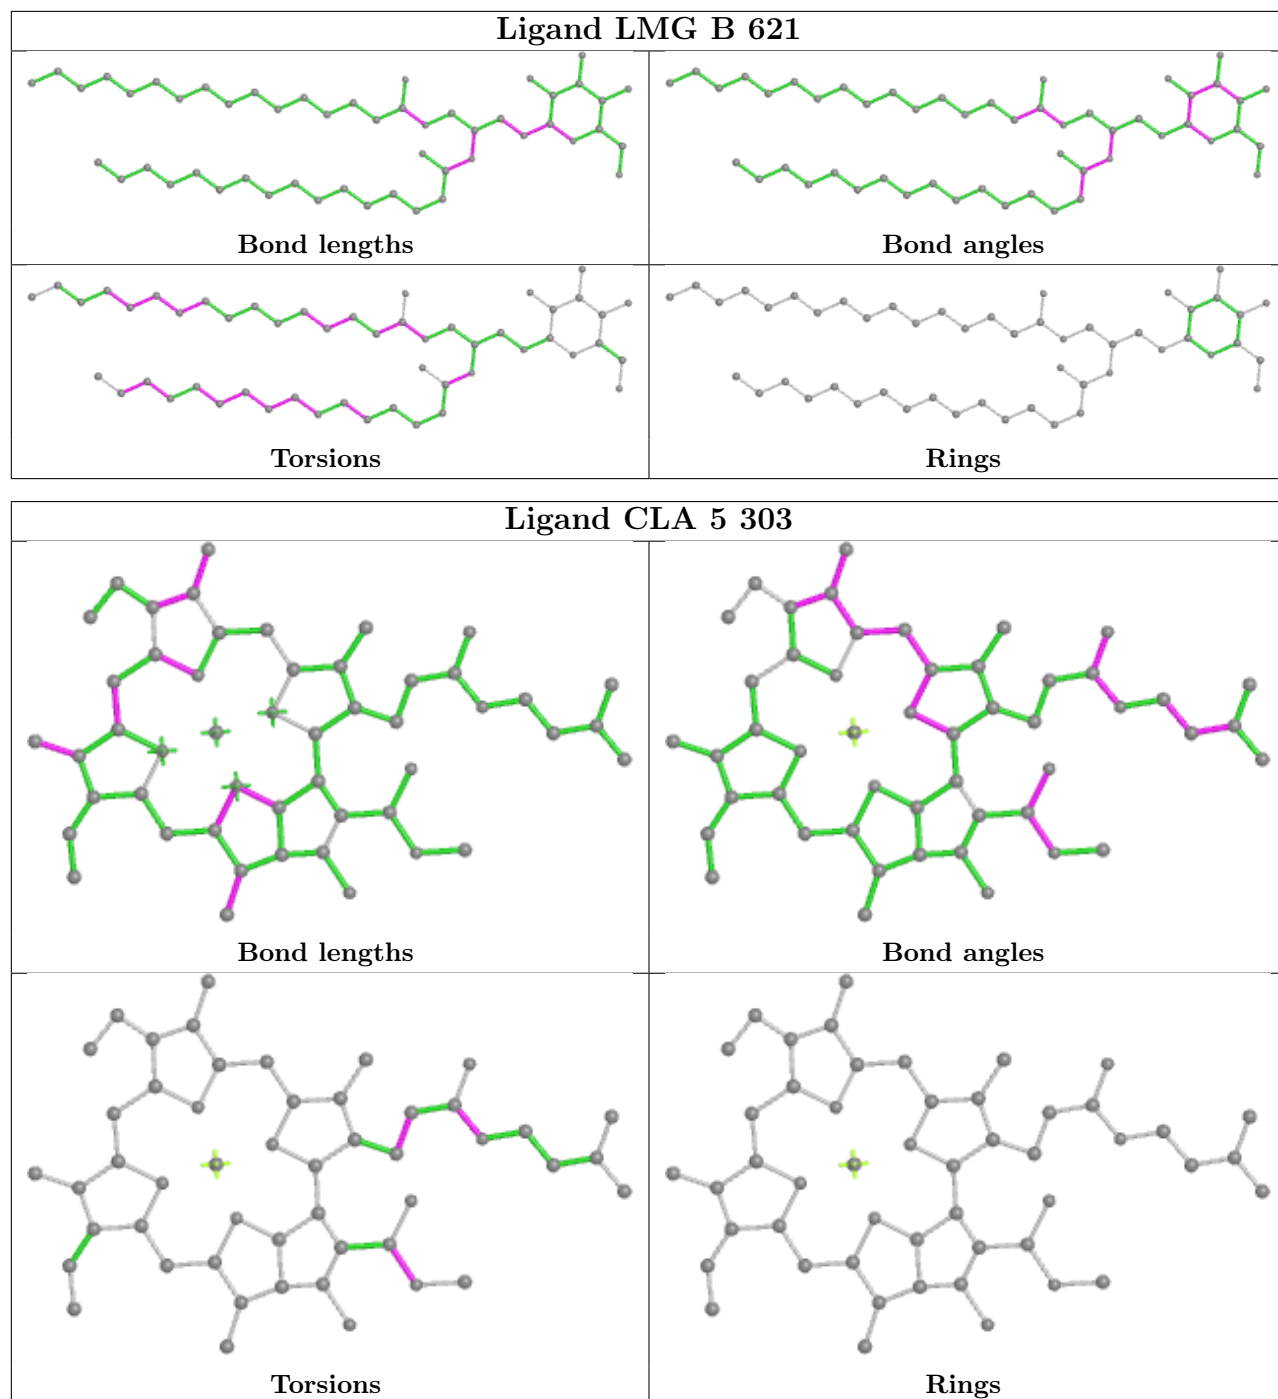 Ligand LMG B 621
Bond lengths
Bond angles
Torsions
Rings
Ligand CLA 5 303
Bond lengths
Bond angles
Torsions
Rings